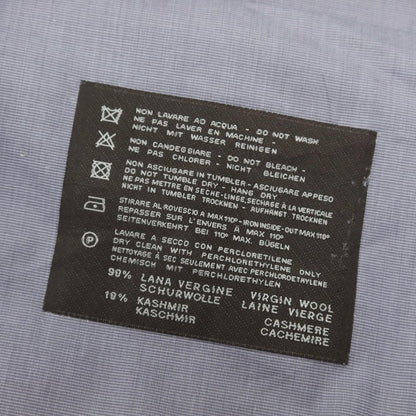 NON LAVARE AD ACQUA - DO NOT WASH
NE PAS LAVER EN MACHINE -
NICHT MIT WASSER REINIGEN
NON CANDEGGIARE - DO NOT BLEACH -
NE PAS CHLORER - NICHT BLEICHEN
NON ASCIUGARE IN TUMBLER - ASCIUGARE APPESO
DO NOT TUMBLE DRY - HANG DRY
NE PAS METTRE EN SÈCHE-LINGE, SECHAGE À LA VERTICALE
NICHT IN TUMBLER TROCKNEN - AUFHÄNGT TROCKNEN
STIRARE AL ROVESCIO A MAX 110° - IRON INSIDE-OUT MAX 110°
REPASSER SUR L'ENVERS À MAX 110°
SEITENVERKEHRT BEI 110° MAX. BÜGELN
P
LAVARE A SECCO CON PERCLORETILENE
DRY CLEAN WITH PERCHLORETHYLENE ONLY
NETTOYAGE À SEC SEULEMENT AVEC PERCHLOROETHYLENE
CHEMISCH MIT PERCHLORETHYLEN
90% LANA VERGINE VIRGIN WOOL
SCHURWOLLE LAINE VIERGE
10% KASHMIR CASHMERE
KASCHMIR CACHEMIRE